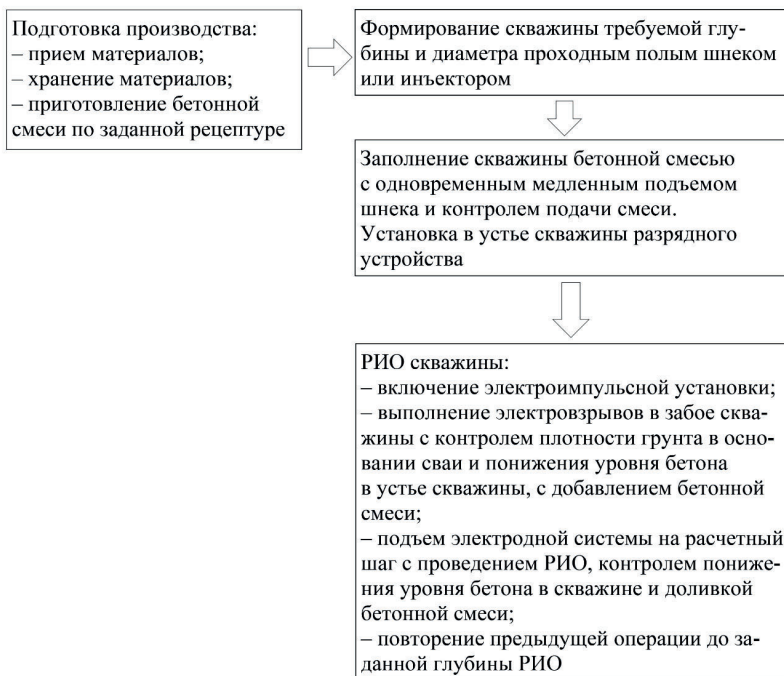 Подготовка производства:
– прием материалов;
– хранение материалов;
– приготовление бетонной
смеси по заданной рецептуре
Формирование скважины требуемой глу-
бины и диаметра проходным полым шнеком
или инъектором
Заполнение скважины бетонной смесью
с одновременным медленным подъемом
шнека и контролем подачи смеси.
Установка в устье скважины разрядного
устройства
РИО скважины:
– включение электроимпульсной установки;
– выполнение электровзрывов в забое сква-
жины с контролем плотности грунта в осно-
вании сваи и понижения уровня бетона
в устье скважины, с добавлением бетонной
смеси;
– подъем электродной системы на расчетный
шаг с проведением РИО, контролем пониже-
ния уровня бетона в скважине и доливкой
бетонной смеси;
– повторение предыдущей операции до за-
данной глубины РИО